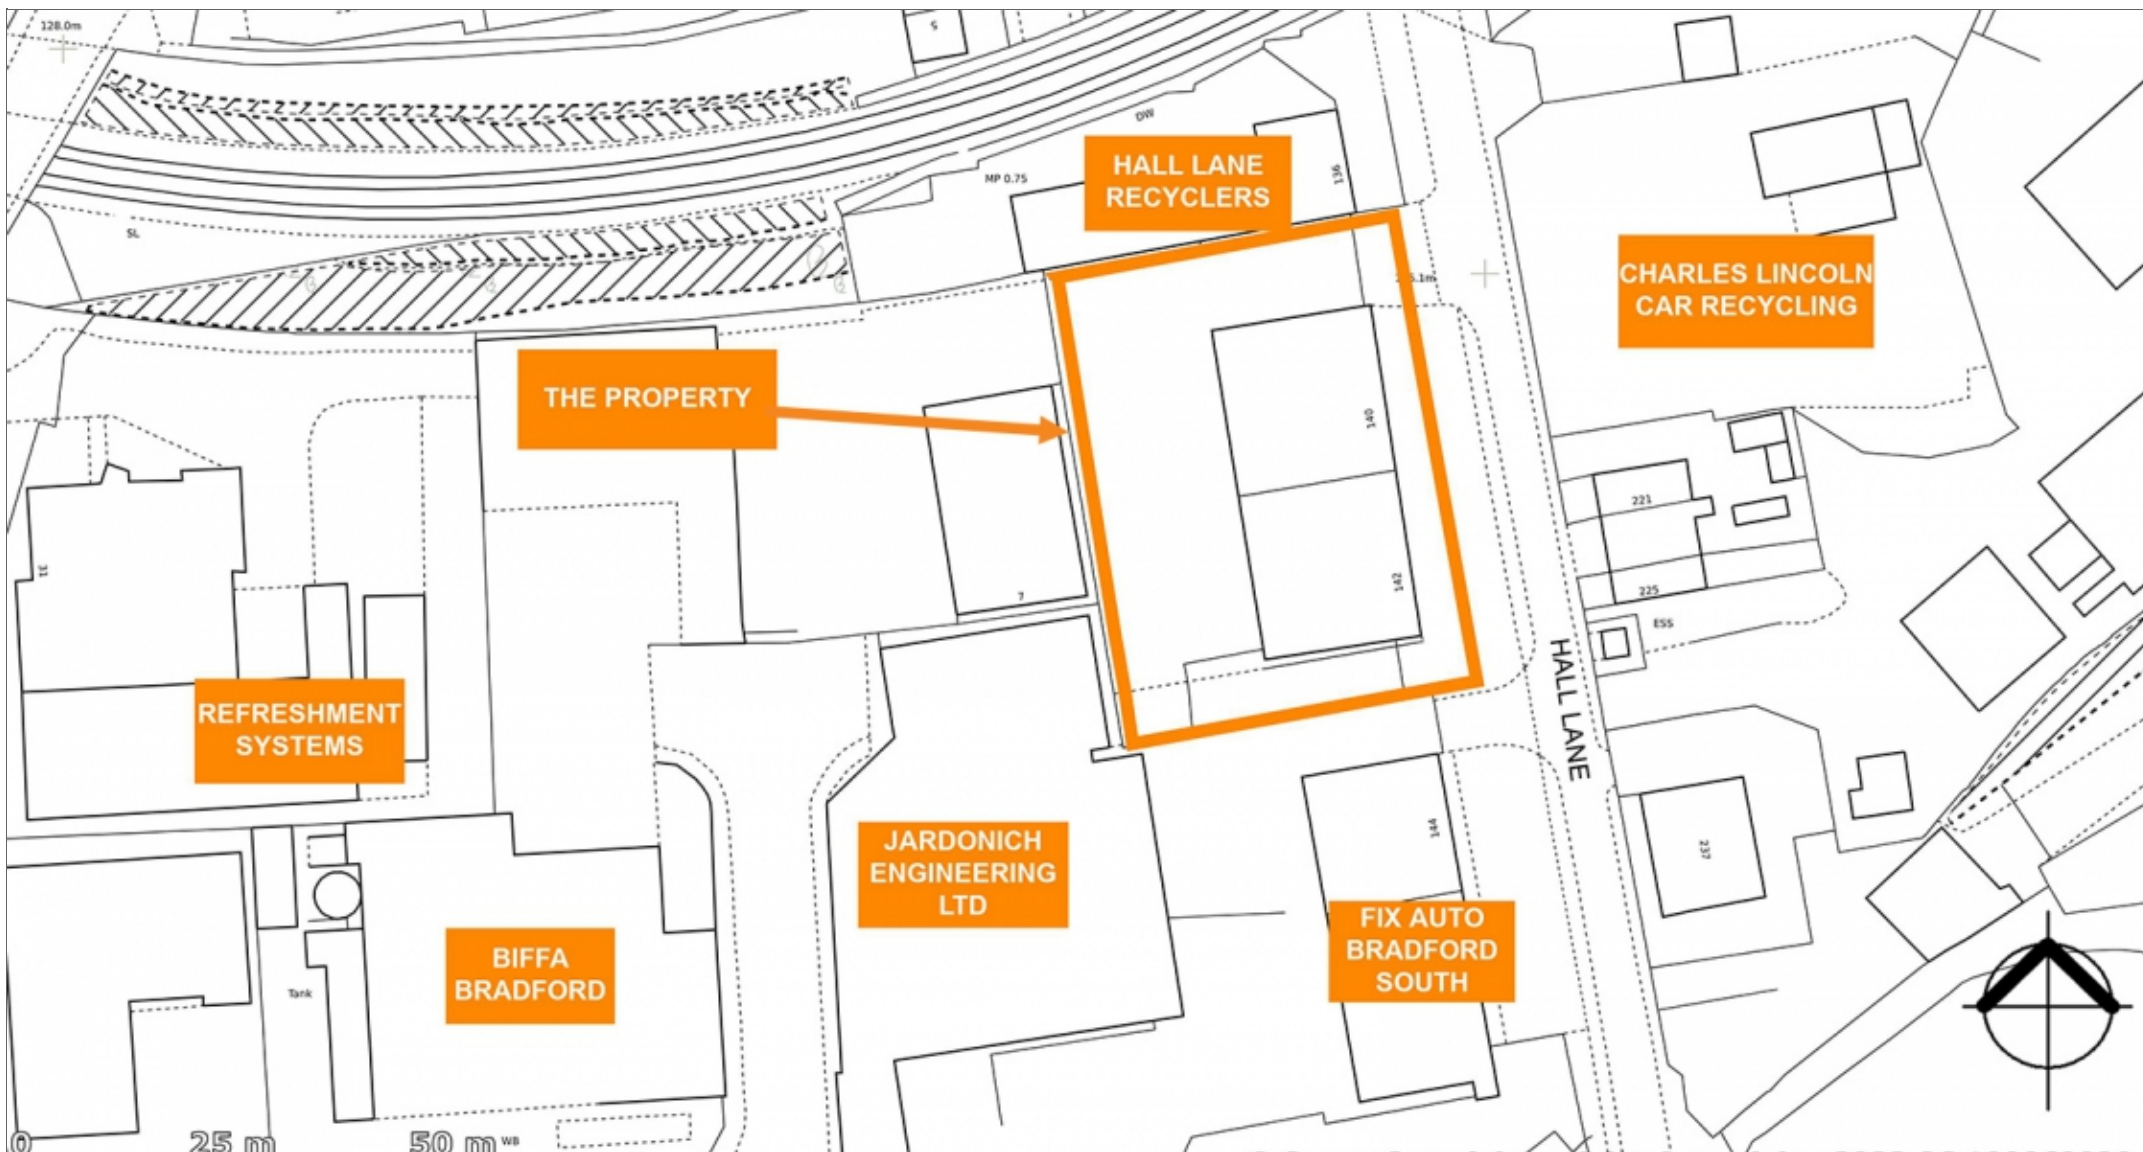 128.0m
5
DW
MP 0.75
136
HALL LANE
RECYCLERS
SL
CHARLES LINCOLN
CAR RECYCLING
THE PROPERTY
140
142
7
221
225
ESS
31
REFRESHMENT
SYSTEMS
HALL LANE
JARDONICH
ENGINEERING
LTD
144
237
FIX AUTO
BRADFORD
SOUTH
BIFFA
BRADFORD
Tank
0 25 m 50 m
WB